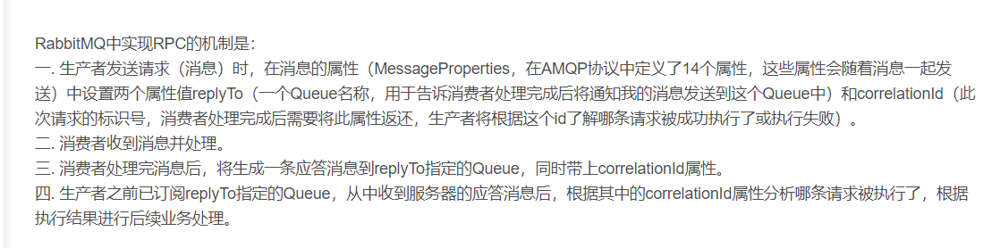 RabbitMQ中实现RPC的机制是：
一. 生产者发送请求（消息）时，在消息的属性（MessageProperties，在AMQP协议中定义了14个属性，这些属性会随着消息一起发
送）中设置两个属性值replyTo（一个Queue名称，用于告诉消费者处理完成后将通知我的消息发送到这个Queue中）和correlationId（此
次请求的标识号，消费者处理完成后需要将此属性返还，生产者将根据这个id了解哪条请求被成功执行了或执行失败）。
二. 消费者收到消息并处理。
三. 消费者处理完消息后，将生成一条应答消息到replyTo指定的Queue，同时带上correlationId属性。
四. 生产者之前已订阅replyTo指定的Queue，从中收到服务器的应答消息后，根据其中的correlationId属性分析哪条请求被执行了，根据
执行结果进行后续业务处理。